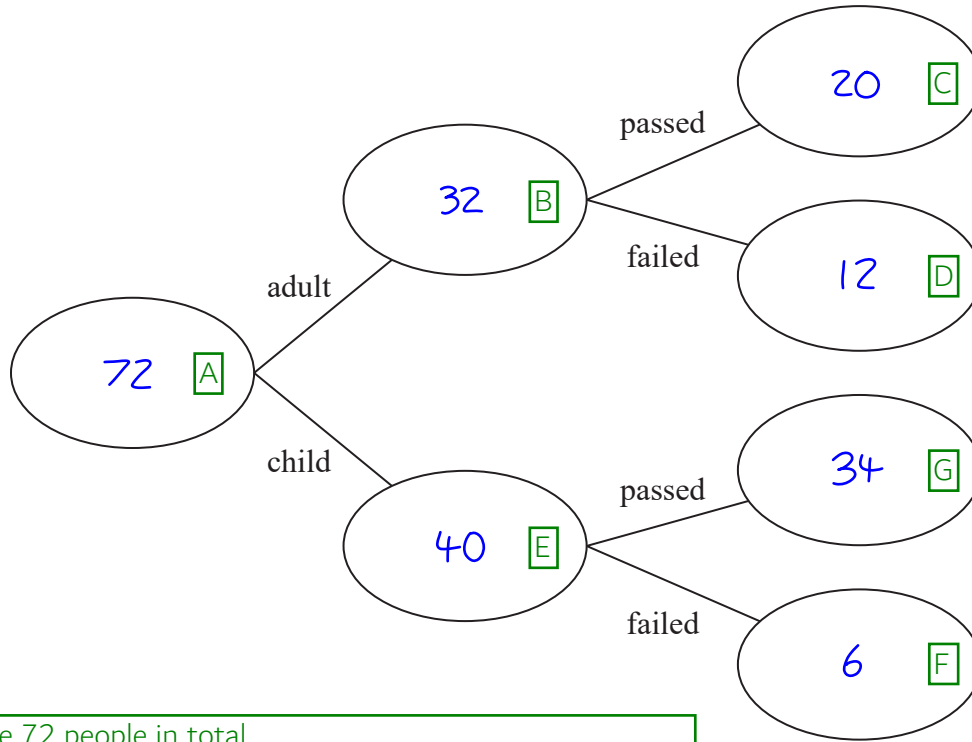 20 C
passed
32 B
failed
12 D
adult
72 A
child
34 G
passed
40 E
failed
6 F
72 people in total